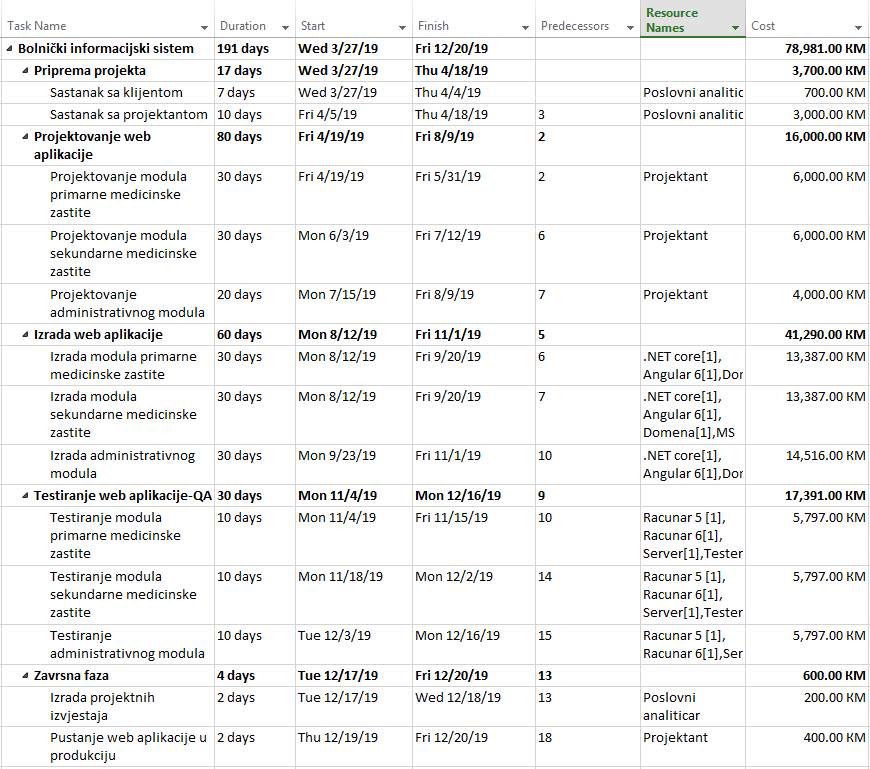 Task Name Duration Start Finish Predecessors Resource Names Cost
Bolnički informacijski sistem 191 days Wed 3/27/19 Fri 12/20/19 78,981.00 KM
Priprema projekta 17 days Wed 3/27/19 Thu 4/18/19 3,700.00 KM
Sastanak sa klijentom 7 days Wed 3/27/19 Thu 4/4/19 Poslovni analitic 700.00 KM
Sastanak sa projektantom 10 days Fri 4/5/19 Thu 4/18/19 3 Poslovni analitic 3,000.00 KM
Projektovanje web 80 days Fri 4/19/19 Fri 8/9/19 2 16,000.00 KM
aplikacije
Projektovanje modula 30 days Fri 4/19/19 Fri 5/31/19 2 Projektant 6,000.00 KM
primarne medicinske
zastite
Projektovanje modula 30 days Mon 6/3/19 Fri 7/12/19 6 Projektant 6,000.00 KM
sekundarne medicinske
zastite
Projektovanje 20 days Mon 7/15/19 Fri 8/9/19 7 Projektant 4,000.00 KM
administrativnog modula
Izrada web aplikacije 60 days Mon 8/12/19 Fri 11/1/19 5 41,290.00 KM
Izrada modula primarne 30 days Mon 8/12/19 Fri 9/20/19 6 .NET core[1], 13,387.00 KM
medicinske zastite Angular 6[1],Dor
Izrada modula 30 days Mon 8/12/19 Fri 9/20/19 7 .NET core[1], 13,387.00 KM
sekundarne medicinske Angular 6[1],
zastite Domena[1],MS
Izrada administrativnog 30 days Mon 9/23/19 Fri 11/1/19 10 .NET core[1], 14,516.00 KM
modula Angular 6[1],Dor
Testiranje web aplikacije-QA 30 days Mon 11/4/19 Mon 12/16/19 9 17,391.00 KM
Testiranje modula 10 days Mon 11/4/19 Fri 11/15/19 10 Racunar 5 [1], 5,797.00 KM
primarne medicinske Racunar 6[1],
zastite Server[1],Tester
Testiranje modula 10 days Mon 11/18/19 Mon 12/2/19 14 Racunar 5 [1], 5,797.00 KM
sekundarne medicinske Racunar 6[1],
zastite Server[1],Tester
Testiranje 10 days Tue 12/3/19 Mon 12/16/19 15 Racunar 5 [1], 5,797.00 KM
administrativnog modula Racunar 6[1],Ser
Zavrsna faza 4 days Tue 12/17/19 Fri 12/20/19 13 600.00 KM
Izrada projektnih 2 days Tue 12/17/19 Wed 12/18/19 13 Poslovni 200.00 KM
izvjestaja analiticar
Pustanje web aplikacije u 2 days Thu 12/19/19 Fri 12/20/19 18 Projektant 400.00 KM
produkciju